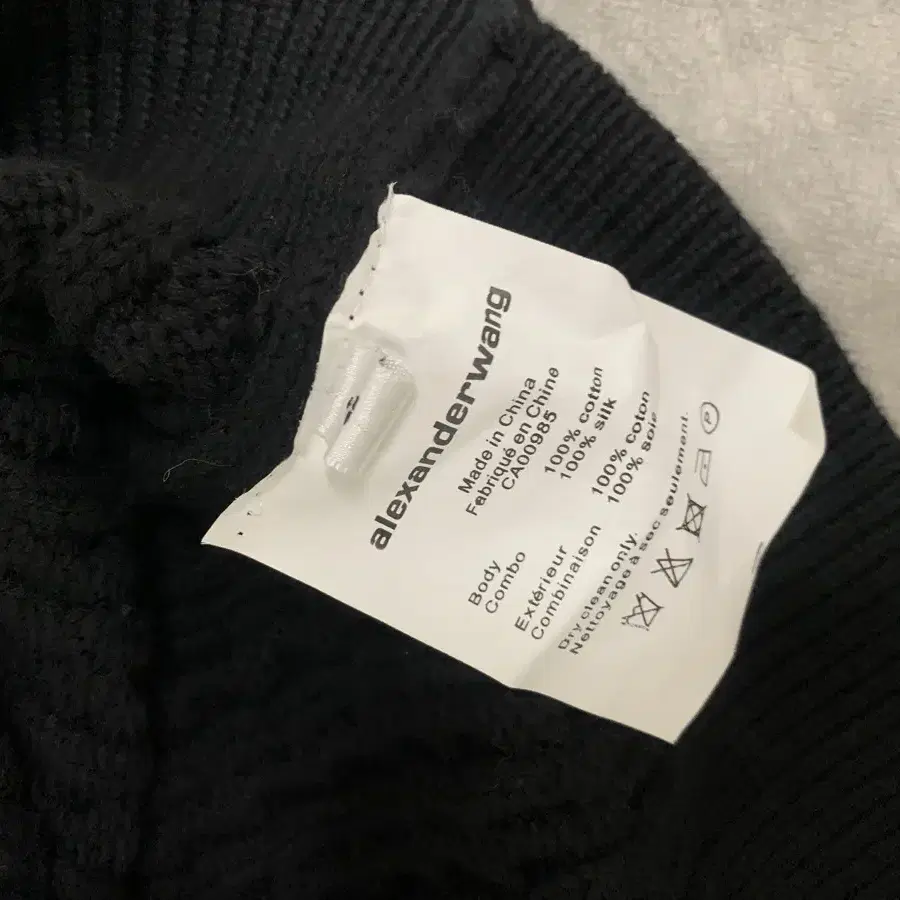 alexanderwang
Made in China
Fabriqué en Chine
CA00985
Body 100% cotton
Combo 100% silk
Extérieur 100% coton
Combinaison 100% soie
Dry clean only.
Nettoyage à sec seulement.
P